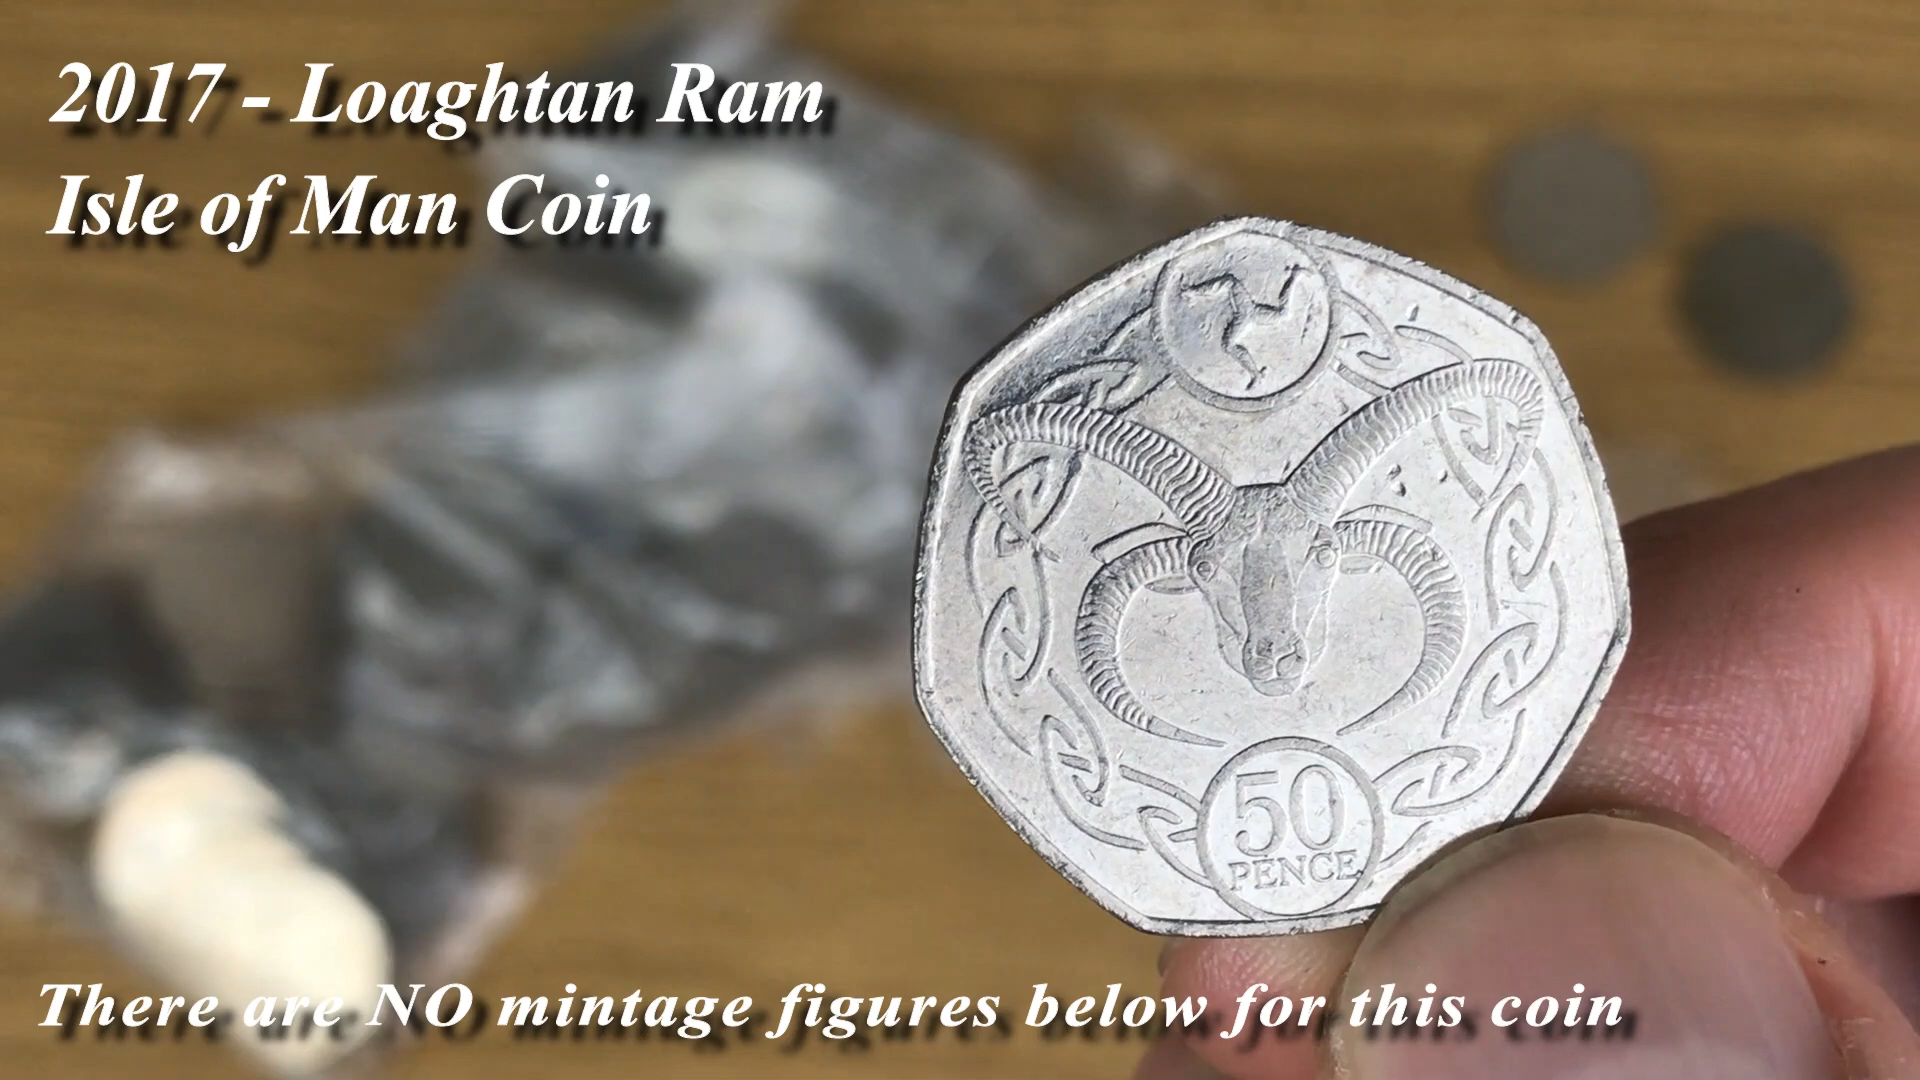 2017 - Loaghtan Ram
Isle of Man Coin
50
PENCE
There are NO mintage figures below for this coin